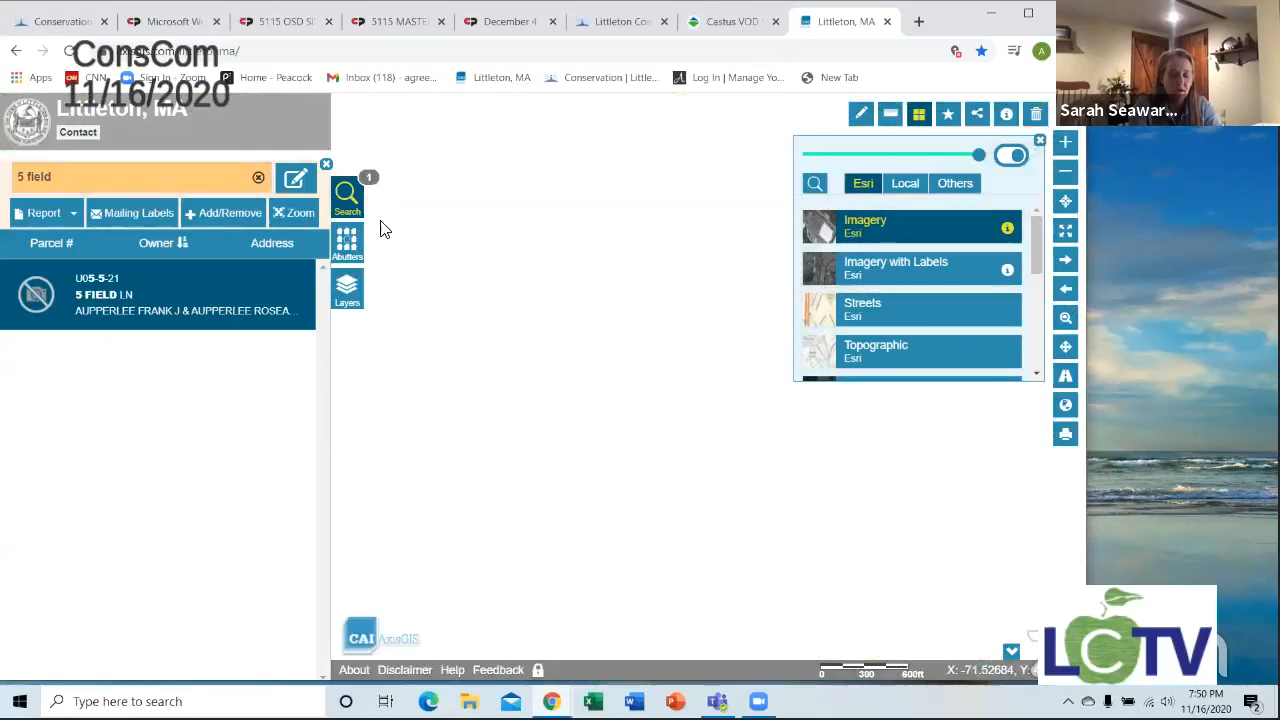 Conservation
Microsoft W
5115 OSD SI
5115 MASTE
December 4
Littleton Con
Castus VOD
Littleton, MA
ConsCom
11/16/2020
Apps
CNN
Sign In - Zoom
Home - Peacock
Inbox (118) - agree...
Littleton, MA
Conservation | Little...
Log In | Manage W...
New Tab
A
Littleton, MA
Contact
Sarah Seawar...
5 field
1
Search
Report
Mailing Labels
Add/Remove
Zoom
Parcel #
Owner
Address
Abutters
U05-5-21
5 FIELD LN
AUPPERLEE FRANK J & AUPPERLEE ROSEA...
Layers
Esri
Local
Others
Imagery
Esri
Imagery with Labels
Esri
Streets
Esri
Topographic
Esri
CAI AxisGIS
LCTV
About
Disclaimer
Help
Feedback
0
300
600ft
X: -71.52684, Y:
Type here to search
7:50 PM
11/16/2020
2